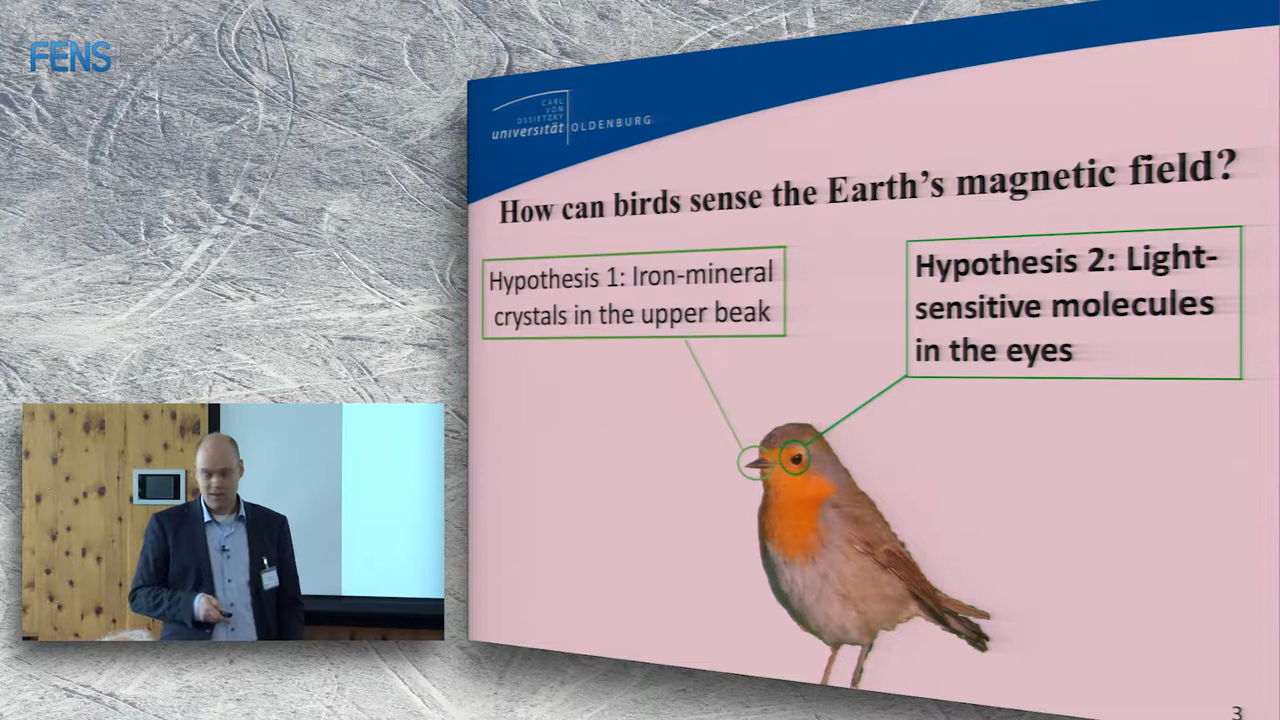 FENS
CARL
VON
OSSIETZKY
universität OLDENBURG
How can birds sense the Earth's magnetic field?
Hypothesis 1: Iron-mineral
crystals in the upper beak
Hypothesis 2: Light-
sensitive molecules
in the eyes
3